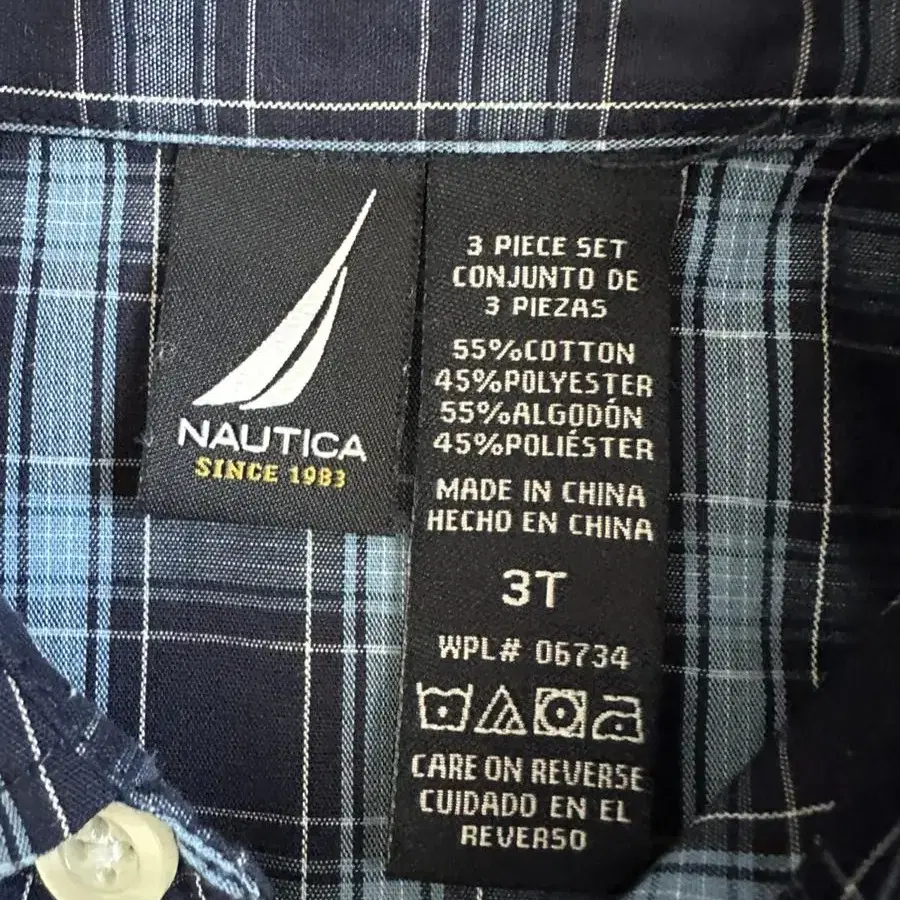 NAUTICA
SINCE 1983
3 PIECE SET
CONJUNTO DE
3 PIEZAS
55%COTTON
45%POLYESTER
55%ALGODÓN
45%POLIÉSTER
MADE IN CHINA
HECHO EN CHINA
3T
WPL# 06734
CARE ON REVERSE
CUIDADO EN EL
REVERSO